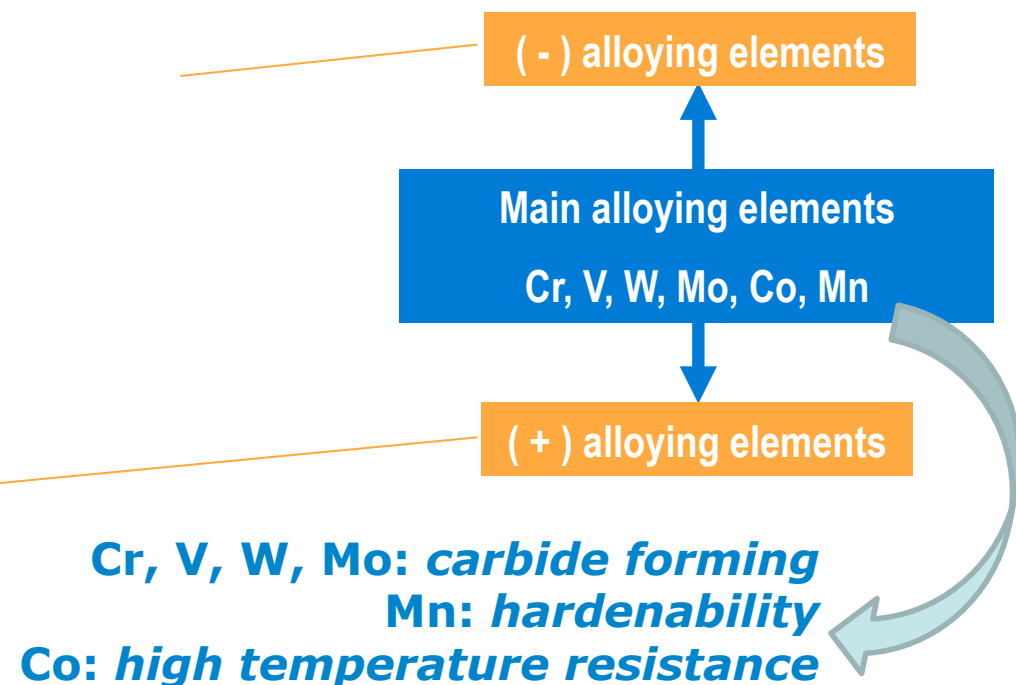 ( - ) alloying elements
Main alloying elements
Cr, V, W, Mo, Co, Mn
( + ) alloying elements
Cr, V, W, Mo: carbide forming
Mn: hardenability
Co: high temperature resistance